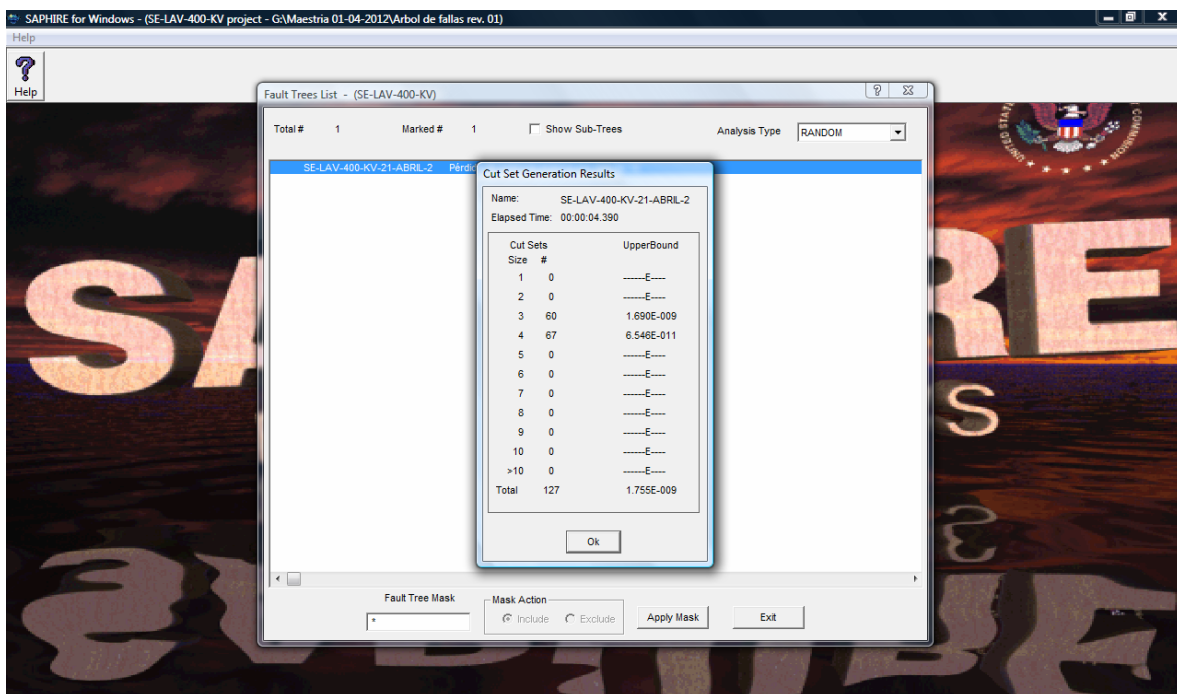 SAPHIRE for Windows - (SE-LAV-400-KV project - G:\Maestria 01-04-2012\Arbol de fallas rev. 01)
Help
Help
Fault Trees List - (SE-LAV-400-KV)
Total # 1 Marked # 1 Show Sub-Trees Analysis Type RANDOM
SE-LAV-400-KV-21-ABRIL-2 Pérdic
Cut Set Generation Results
Name: SE-LAV-400-KV-21-ABRIL-2
Elapsed Time: 00:00:04.390
Cut Sets UpperBound
Size #
1 0 ------E----
2 0 ------E----
3 60 1.690E-009
4 67 6.546E-011
5 0 ------E----
6 0 ------E----
7 0 ------E----
8 0 ------E----
9 0 ------E----
10 0 ------E----
>10 0 ------E----
Total 127 1.755E-009
Ok
Fault Tree Mask
*
Mask Action
Include Exclude
Apply Mask
Exit